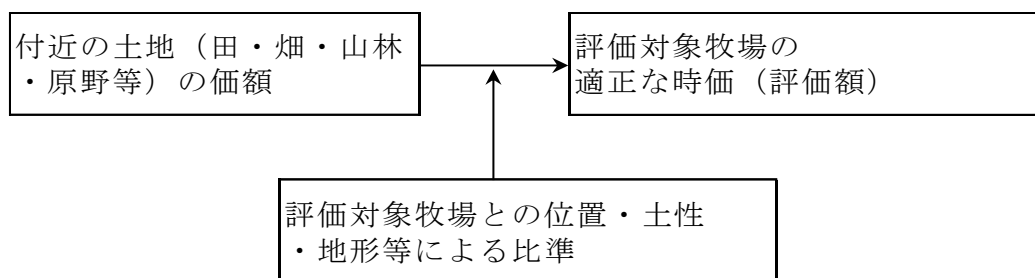 付近の土地（田・畑・山林
・原野等）の価額
評価対象牧場の
適正な時価（評価額）
評価対象牧場との位置・土性
・地形等による比準